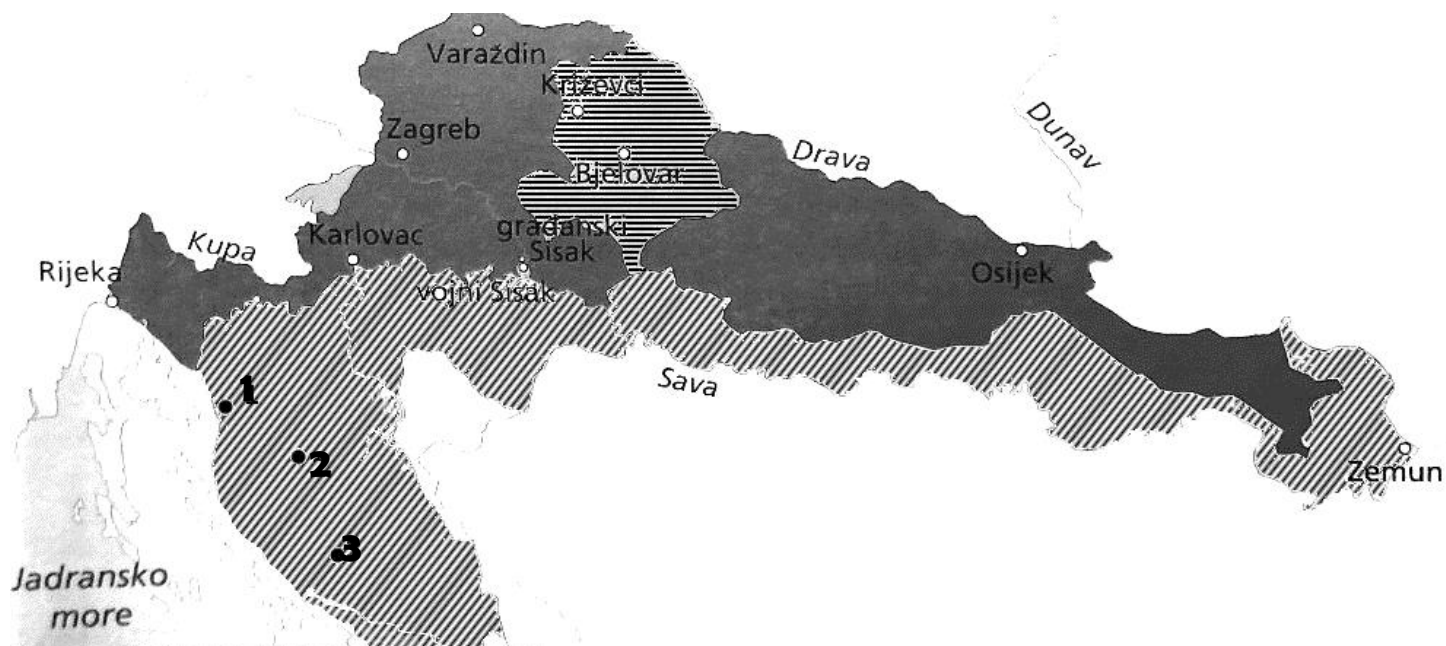 Varaždin
Križevci
Zagreb
Bjelovar
Drava
Dunav
građanski
Sisak
Karlovac
Kupa
Rijeka
vojni Sisak
Osijek
Sava
Zemun
1
2
3
Jadransko
more